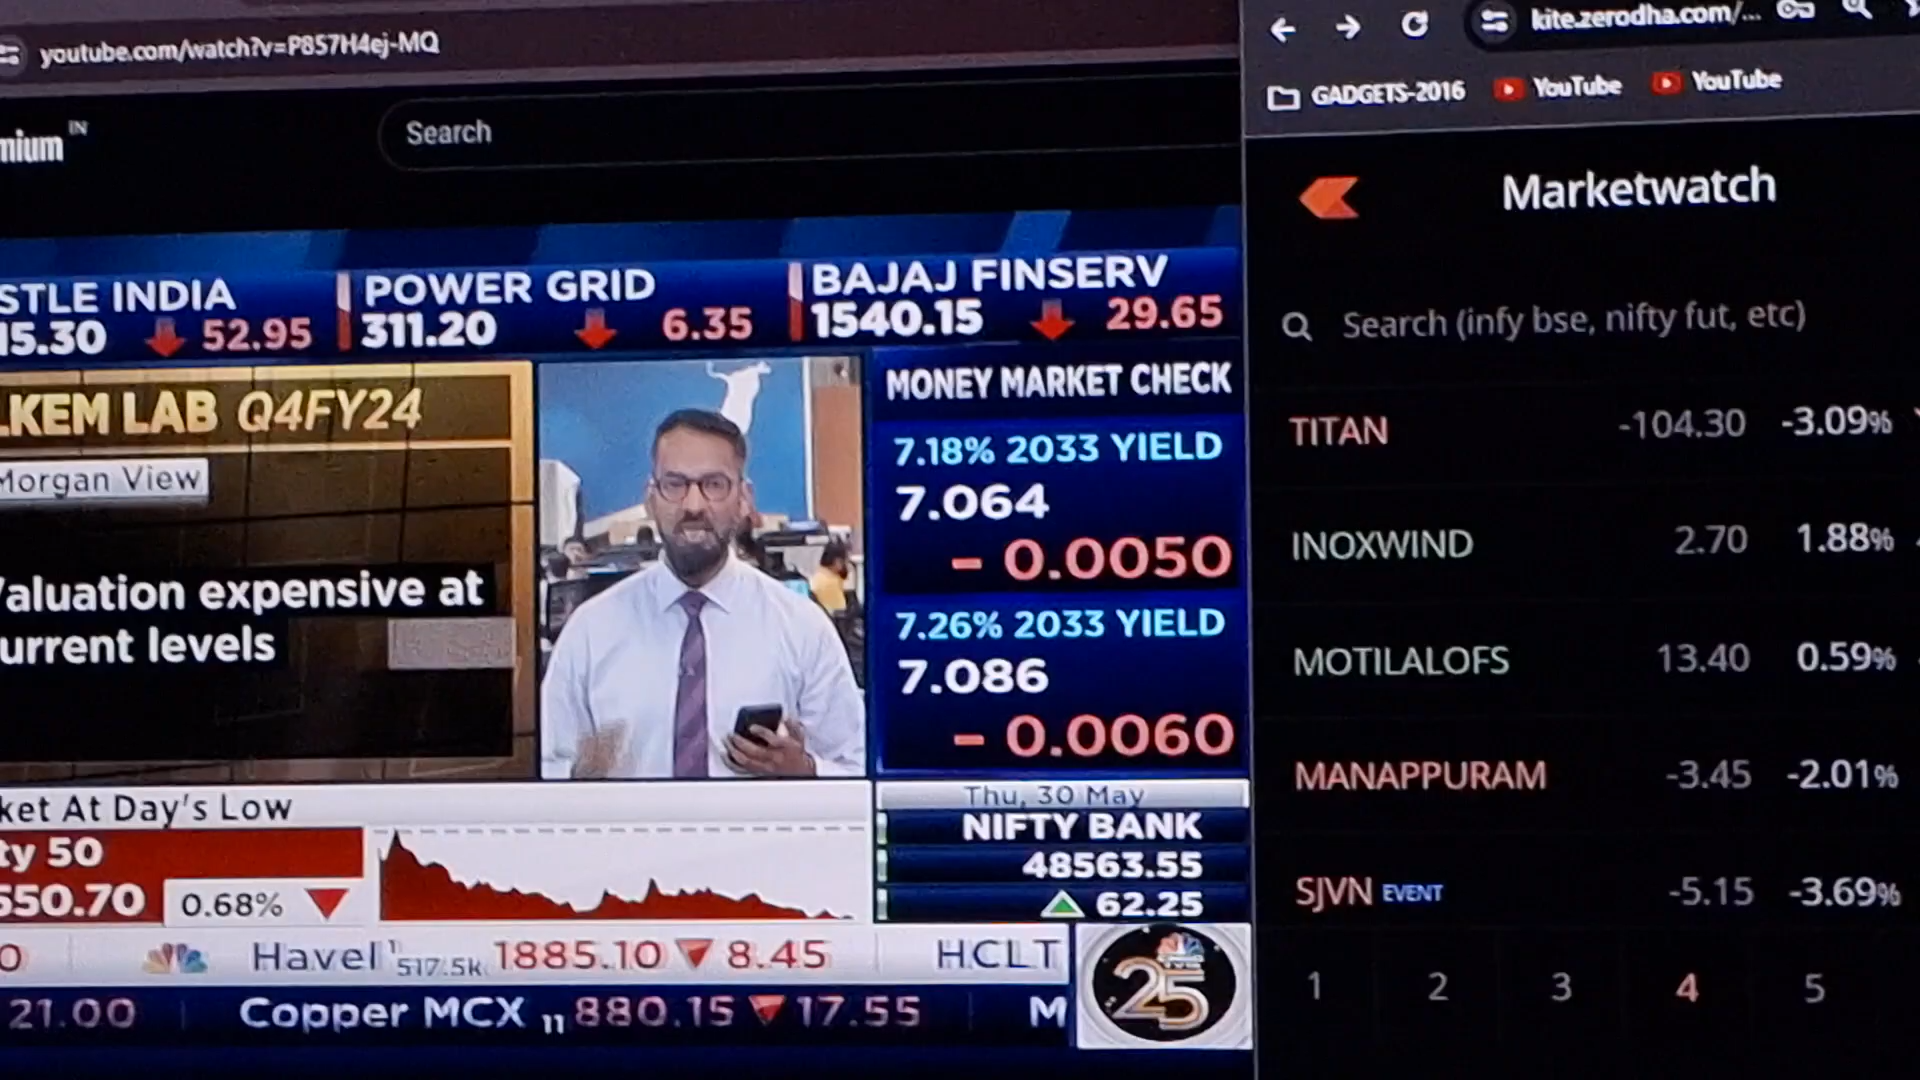 youtube.com/watch?v=P857H4ej-MQ
kite.zerodha.com/...
GADGETS-2016 YouTube YouTube
mium IN
Search
Marketwatch
Search (infy bse, nifty fut, etc)
STLE INDIA
15.30 52.95
POWER GRID
311.20 6.35
BAJAJ FINSERV
1540.15 29.65
LKEM LAB Q4FY24
Morgan View
Valuation expensive at
urrent levels
MONEY MARKET CHECK
7.18% 2033 YIELD
7.064
- 0.0050
7.26% 2033 YIELD
7.086
- 0.0060
ket At Day's Low
ty 50
550.70 0.68%
Thu, 30 May
NIFTY BANK
48563.55
62.25
0 Havel 517.5k 1885.10 8.45 HCLT
21.00 Copper MCX 11 880.15 17.55 M
25
TITAN -104.30 -3.09%
INOXWIND 2.70 1.88%
MOTILALOFS 13.40 0.59%
MANAPPURAM -3.45 -2.01%
SJVN EVENT -5.15 -3.69%
1 2 3 4 5